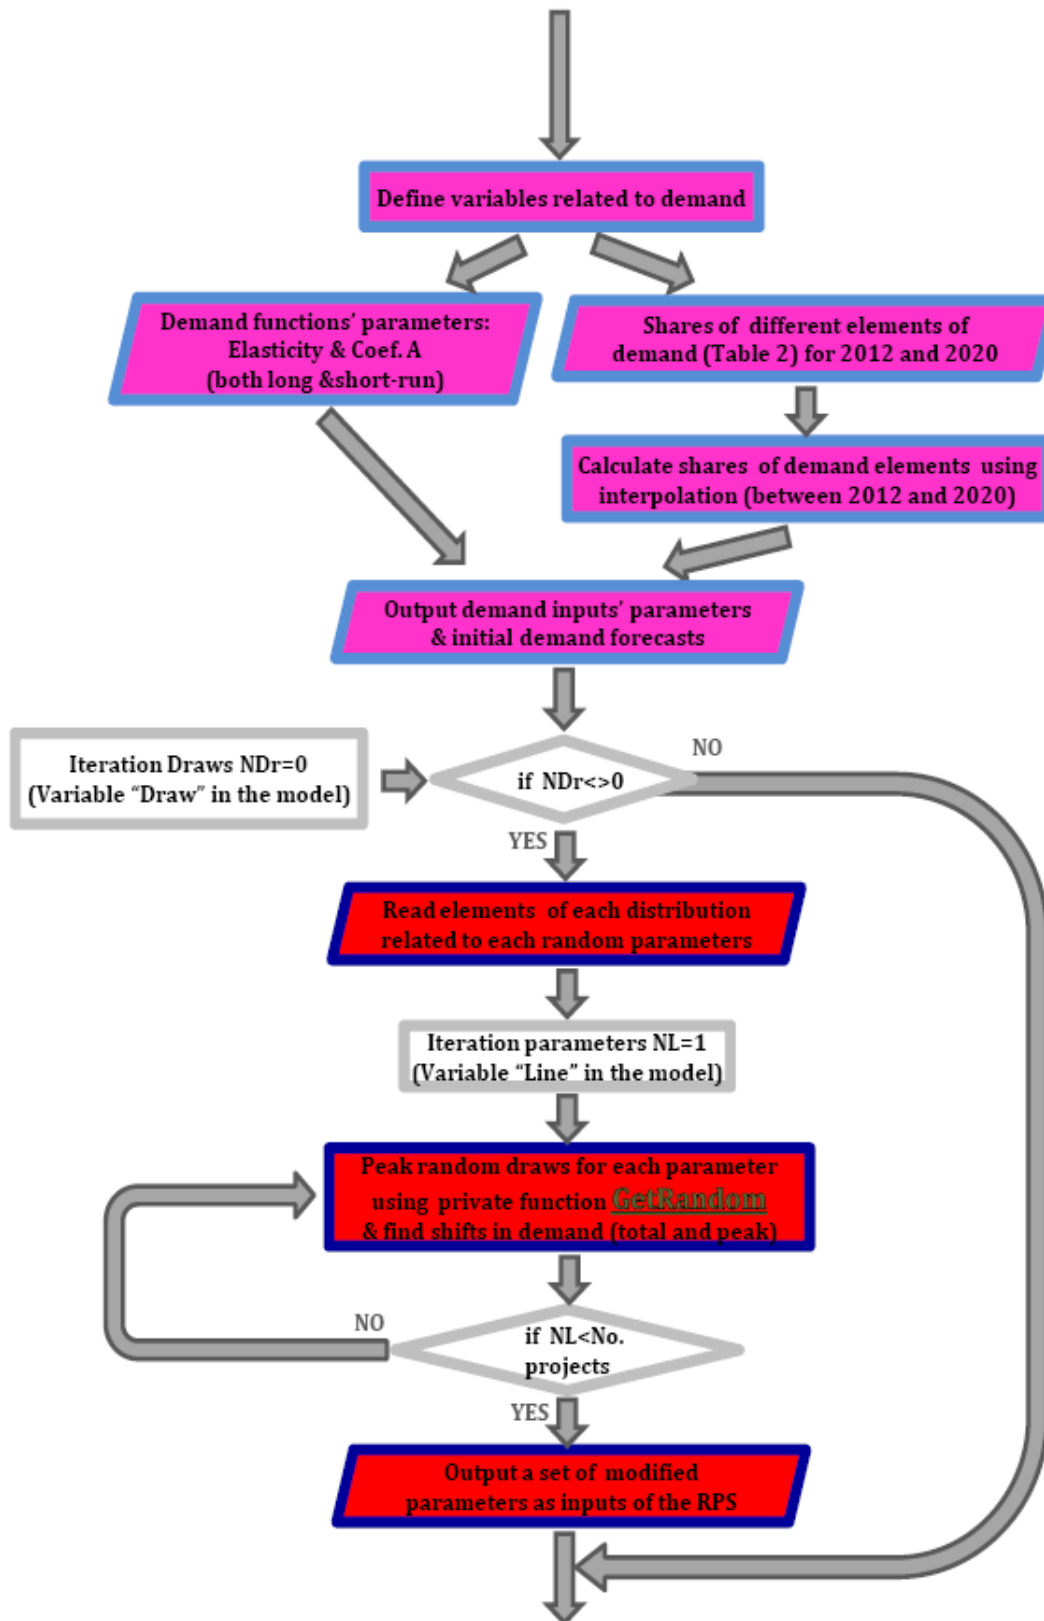 Define variables related to demand
Demand functions' parameters:
Elasticity & Coef. A
(both long &short-run)
Shares of different elements of
demand (Table 2) for 2012 and 2020
Calculate shares of demand elements using
interpolation (between 2012 and 2020)
Output demand inputs' parameters
& initial demand forecasts
Iteration Draws NDr=0
(Variable "Draw" in the model)
if NDr<>0
NO
YES
Read elements of each distribution
related to each random parameters
Iteration parameters NL=1
(Variable "Line" in the model)
Peak random draws for each parameter
using private function GetRandom
& find shifts in demand (total and peak)
NO
if NL<No.
projects
YES
Output a set of modified
parameters as inputs of the RPS